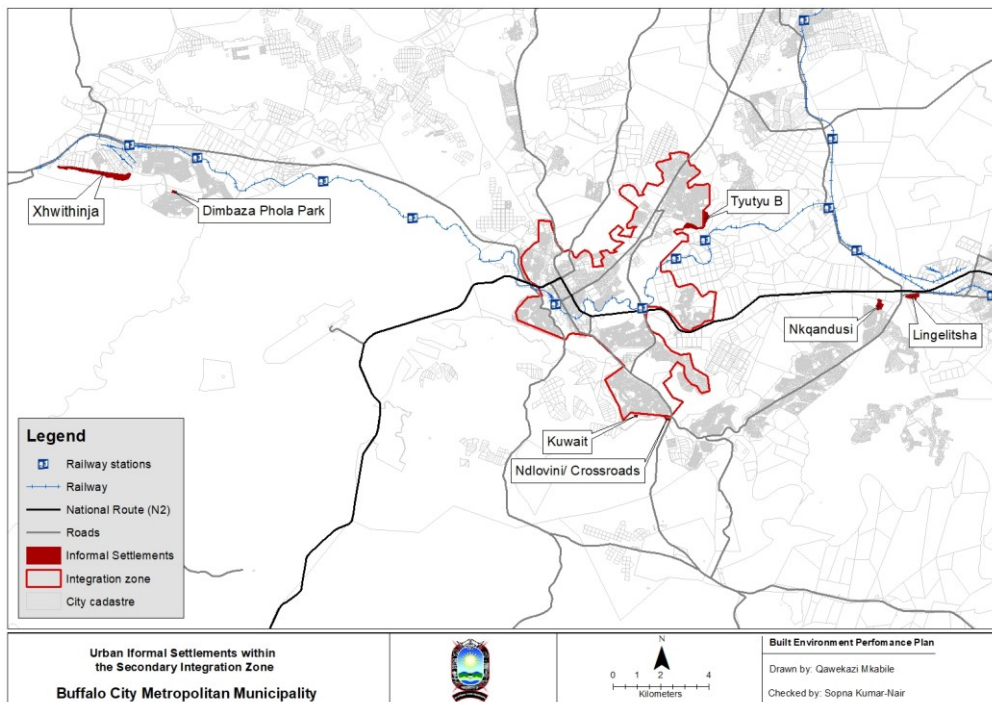 Xhwithinja
Dimbaza Phola Park
Tyutyu B
Nkqandusi
Lingelitsha
Kuwait
Ndlovini/ Crossroads
Legend
Railway stations
Railway
National Route (N2)
Roads
Informal Settlements
Integration zone
City cadastre
Urban Iformal Settlements within
the Secondary Integration Zone
Buffalo City Metropolitan Municipality
N
0 1 2 4
Kilometers
Built Environment Perfomance Plan
Drawn by: Qawekazi Mkabile
Checked by: Sopna Kumar-Nair